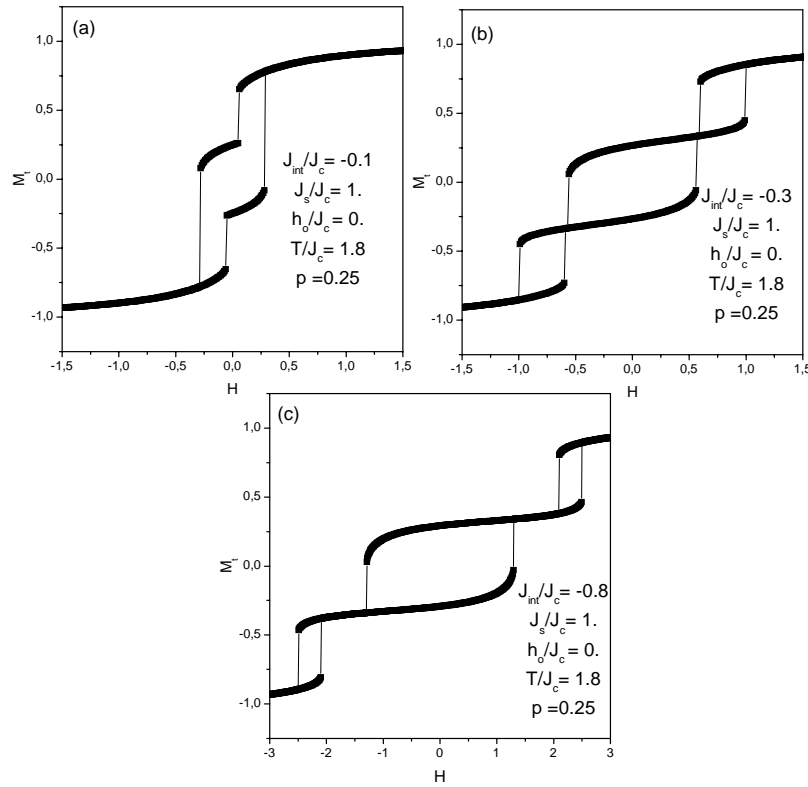 (a)
1,0
0,5
0,0
-0,5
-1,0
M_t
J_int/J_c= -0.1
J_s/J_c= 1.
h_o/J_c= 0.
T/J_c= 1.8
p =0.25
-1,5 -1,0 -0,5 0,0 0,5 1,0 1,5
H
(b)
1,0
0,5
0,0
-0,5
-1,0
M_t
J_int/J_c= -0.3
J_s/J_c= 1.
h_o/J_c= 0.
T/J_c= 1.8
p =0.25
-1,5 -1,0 -0,5 0,0 0,5 1,0 1,5
H
(c)
1,0
0,5
0,0
-0,5
-1,0
M_t
J_int/J_c= -0.8
J_s/J_c= 1.
h_o/J_c= 0.
T/J_c= 1.8
p =0.25
-3 -2 -1 0 1 2 3
H